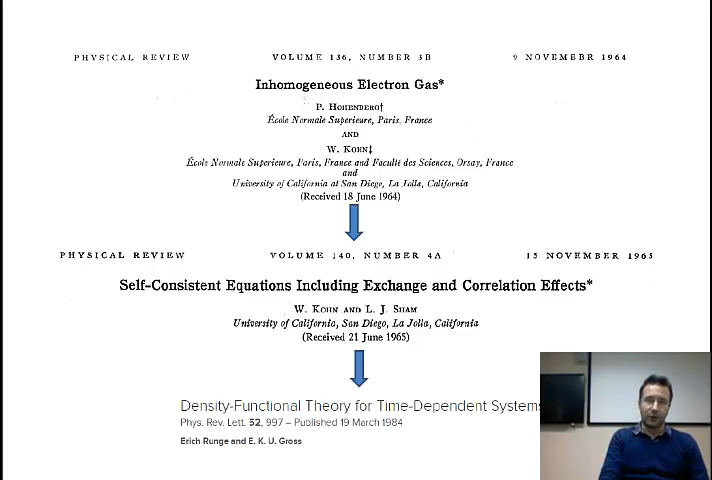 PHYSICAL REVIEW VOLUME 136, NUMBER 3B 9 NOVEMEBR 1964
Inhomogeneous Electron Gas*
P. HOHENBERG†
École Normale Superieure, Paris, France
AND
W. KOHN‡
École Normale Superieure, Paris, France and Faculté des Sciences, Orsay, France
and
University of California at San Diego, La Jolla, California
(Received 18 June 1964)
PHYSICAL REVIEW VOLUME 140, NUMBER 4A 15 NOVEMBER 1965
Self-Consistent Equations Including Exchange and Correlation Effects*
W. KOHN AND L. J. SHAM
University of California, San Diego, La Jolla, California
(Received 21 June 1965)
Density-Functional Theory for Time-Dependent Systems
Phys. Rev. Lett. 52, 997 – Published 19 March 1984
Erich Runge and E. K. U. Gross